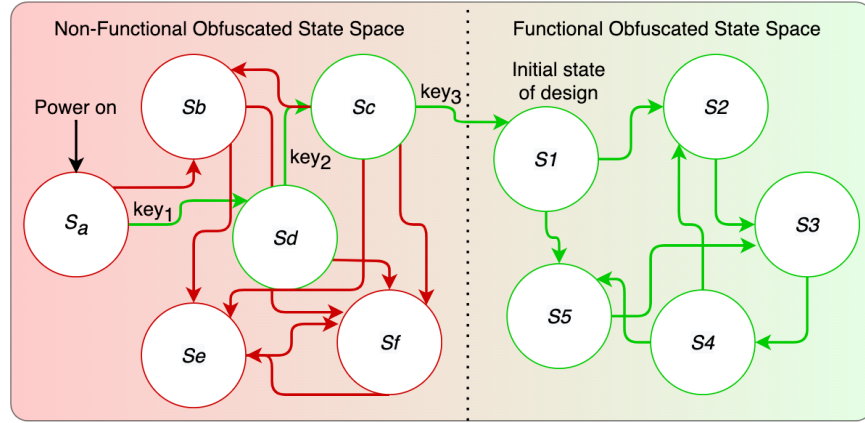 Non-Functional Obfuscated State Space
Functional Obfuscated State Space
Power on
Sb
Sc
key3
Initial state
of design
S2
key2
S1
Sa
key1
Sd
S3
Se
Sf
S5
S4